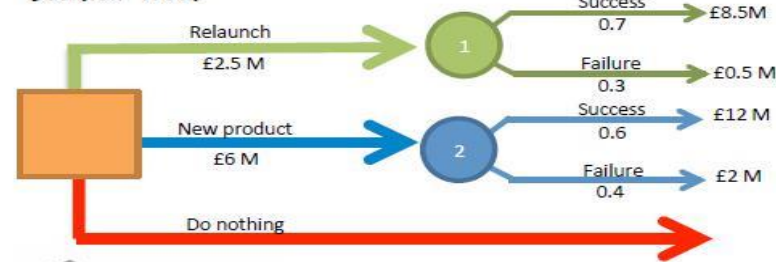 Success
0.7
£8.5M
Relaunch
£2.5 M
1
Failure
0.3
£0.5 M
New product
£6 M
2
Success
0.6
£12 M
Failure
0.4
£2 M
Do nothing